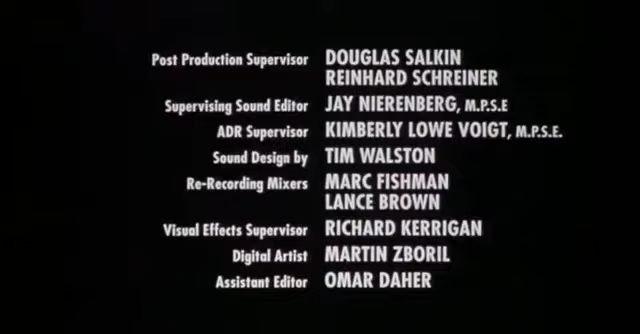 Post Production Supervisor DOUGLAS SALKIN
REINHARD SCHREINER
Supervising Sound Editor JAY NIERENBERG, M.P.S.E
ADR Supervisor KIMBERLY LOWE VOIGT, M.P.S.E.
Sound Design by TIM WALSTON
Re-Recording Mixers MARC FISHMAN
LANCE BROWN
Visual Effects Supervisor RICHARD KERRIGAN
Digital Artist MARTIN ZBORIL
Assistant Editor OMAR DAHER